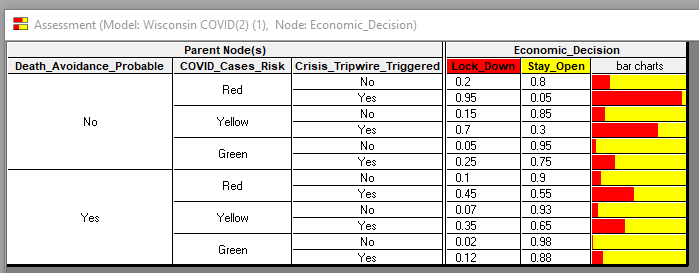 Assessment (Model: Wisconsin COVID(2) (1), Node: Economic_Decision)
Parent Node(s) Economic_Decision
Death_Avoidance_Probable COVID_Cases_Risk Crisis_Tripwire_Triggered Lock_Down Stay_Open bar charts
No Red No 0.2 0.8
Yes 0.95 0.05
Yellow No 0.15 0.85
Yes 0.7 0.3
Green No 0.05 0.95
Yes 0.25 0.75
Yes Red No 0.1 0.9
Yes 0.45 0.55
Yellow No 0.07 0.93
Yes 0.35 0.65
Green No 0.02 0.98
Yes 0.12 0.88